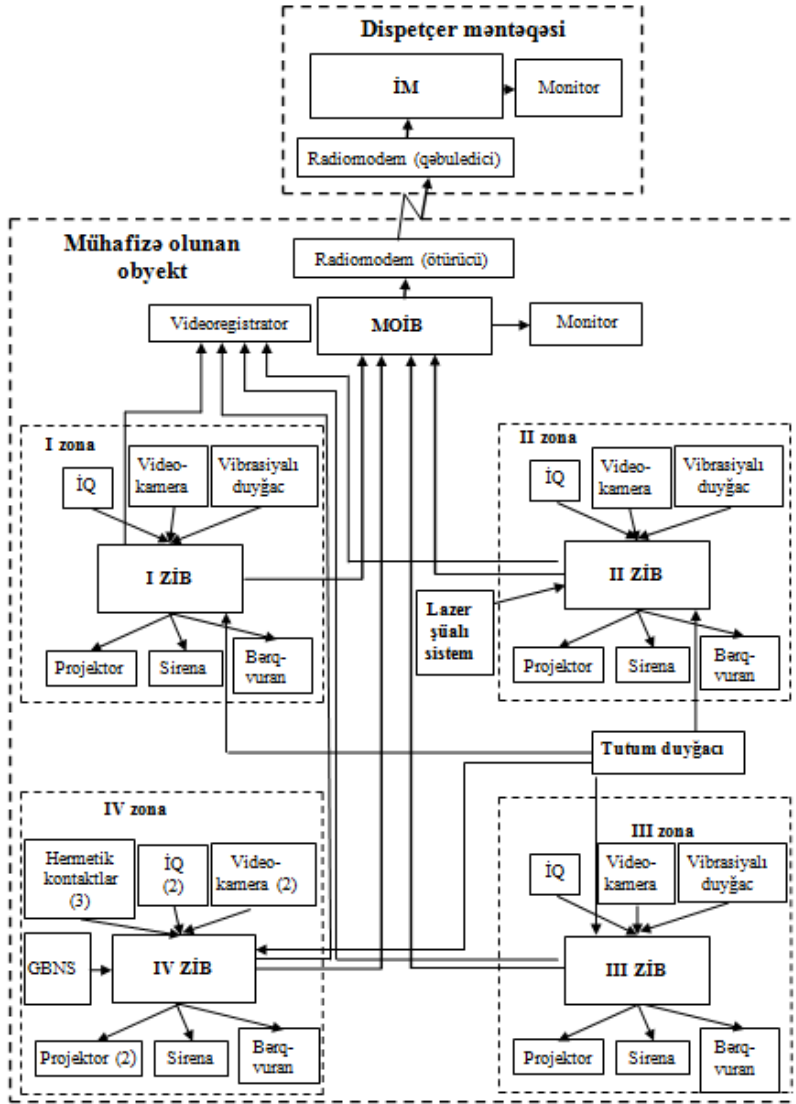 Dispetçer məntəqəsi
İM
Monitor
Radiomodem (qəbuledici)
Mühafizə olunan
obyekt
Radiomodem (ötürücü)
Videoregistrator
MOİB
Monitor
I zona
İQ
Video-
kamera
Vibrasiyalı
duyğac
I ZİB
Projektor
Sirena
Bərq-
vuran
II zona
İQ
Video-
kamera
Vibrasiyalı
duyğac
II ZİB
Lazer
şüalı
sistem
Projektor
Sirena
Bərq-
vuran
Tutum duyğacı
IV zona
Hermetik
kontaktlar
(3)
İQ
(2)
Video-
kamera (2)
GBNS
IV ZİB
Projektor (2)
Sirena
Bərq-
vuran
III zona
İQ
Video-
kamera
Vibrasiyalı
duyğac
III ZİB
Projektor
Sirena
Bərq-
vuran